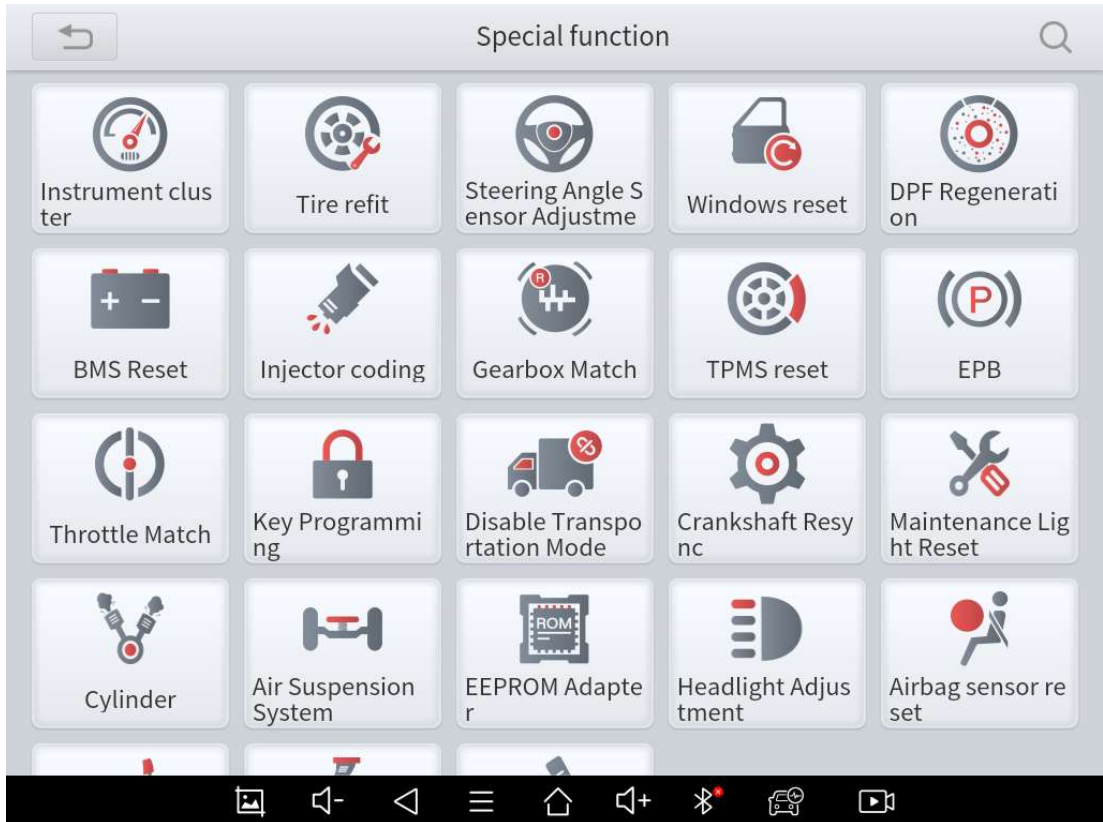 Special function
Instrument clus
ter
Tire refit
Steering Angle S
ensor Adjustme
Windows reset
DPF Regenerati
on
+ -
BMS Reset
Injector coding
R
Gearbox Match
TPMS reset
P
EPB
Throttle Match
Key Programmi
ng
Disable Transpo
rtation Mode
Crankshaft Resy
nc
Maintenance Lig
ht Reset
Cylinder
Air Suspension
System
ROM
EEPROM Adapte
r
Headlight Adjus
tment
Airbag sensor re
set